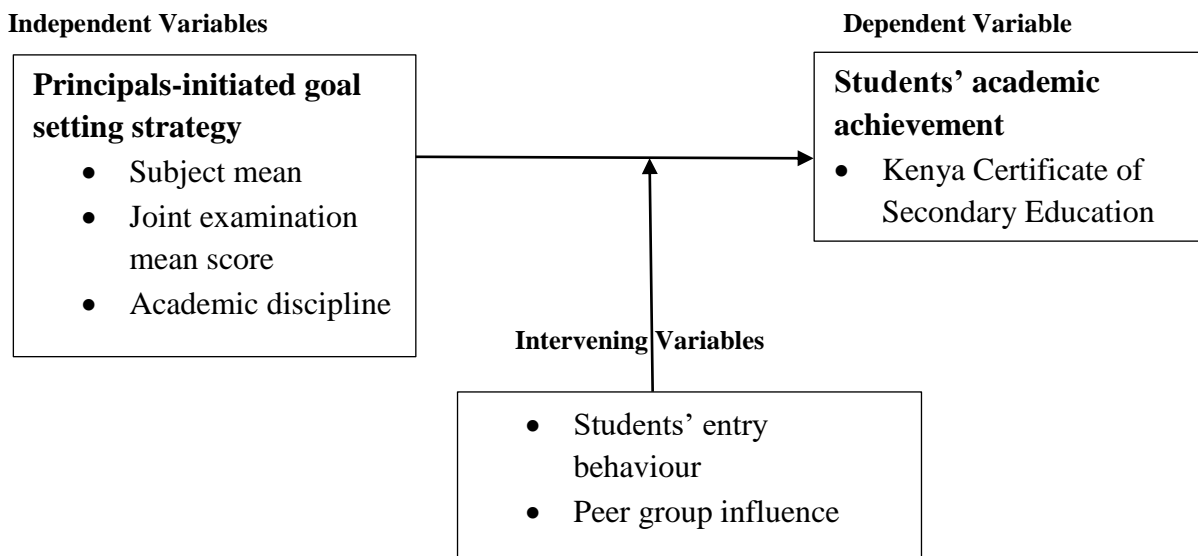 Independent Variables
Principals-initiated goal
setting strategy
• Subject mean
• Joint examination
mean score
• Academic discipline
Dependent Variable
Students’ academic
achievement
• Kenya Certificate of
Secondary Education
Intervening Variables
• Students’ entry
behaviour
• Peer group influence